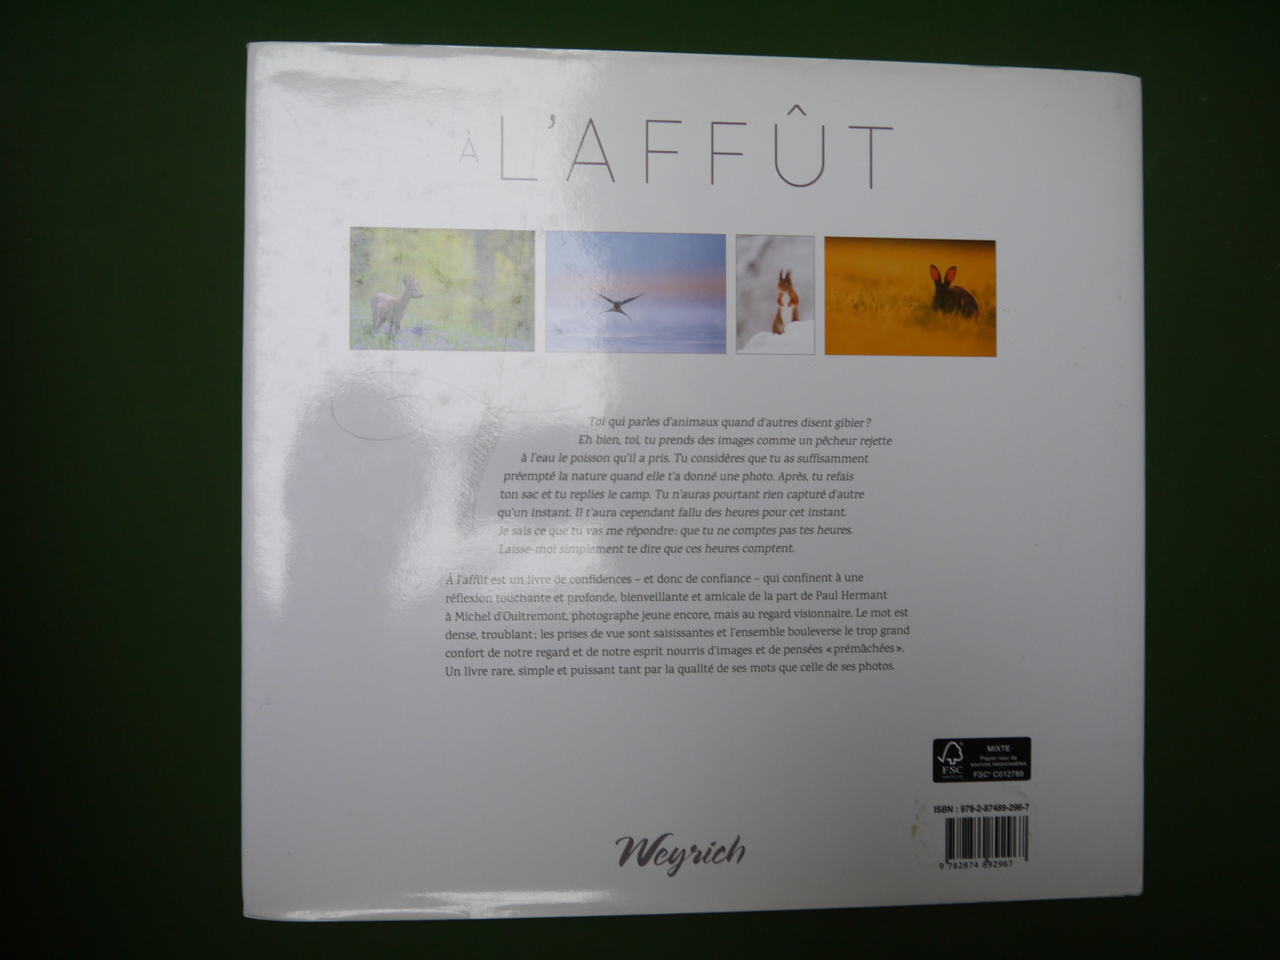 À L'AFFÛT
Toi qui parles d'animaux quand d'autres disent gibier ?
Eh bien, toi, tu prends des images comme un pêcheur rejette
à l'eau le poisson qu'il a pris. Tu considères que tu as suffisamment
préempté la nature quand elle t'a donné une photo. Après, tu refais
ton sac et tu replies le camp. Tu n'auras pourtant rien capturé d'autre
qu'un instant. Il t'aura cependant fallu des heures pour cet instant.
Je sais ce que tu vas me répondre : que tu ne comptes pas tes heures.
Laisse-moi simplement te dire que ces heures comptent.
À l'affût est un livre de confidences – et donc de confiance – qui confinent à une
réflexion touchante et profonde, bienveillante et amicale de la part de Paul Hermant
à Michel d'Oultremont, photographe jeune encore, mais au regard visionnaire. Le mot est
dense, troublant ; les prises de vue sont saisissantes et l'ensemble bouleverse le trop grand
confort de notre regard et de notre esprit nourris d'images et de pensées « prémâchées ».
Un livre rare, simple et puissant tant par la qualité de ses mots que celle de ses photos.
FSC
MIXTE
Papier issu de
sources responsables
FSC® C012789
ISBN : 978-2-87489-296-7
9 782874 892967
Weyrich